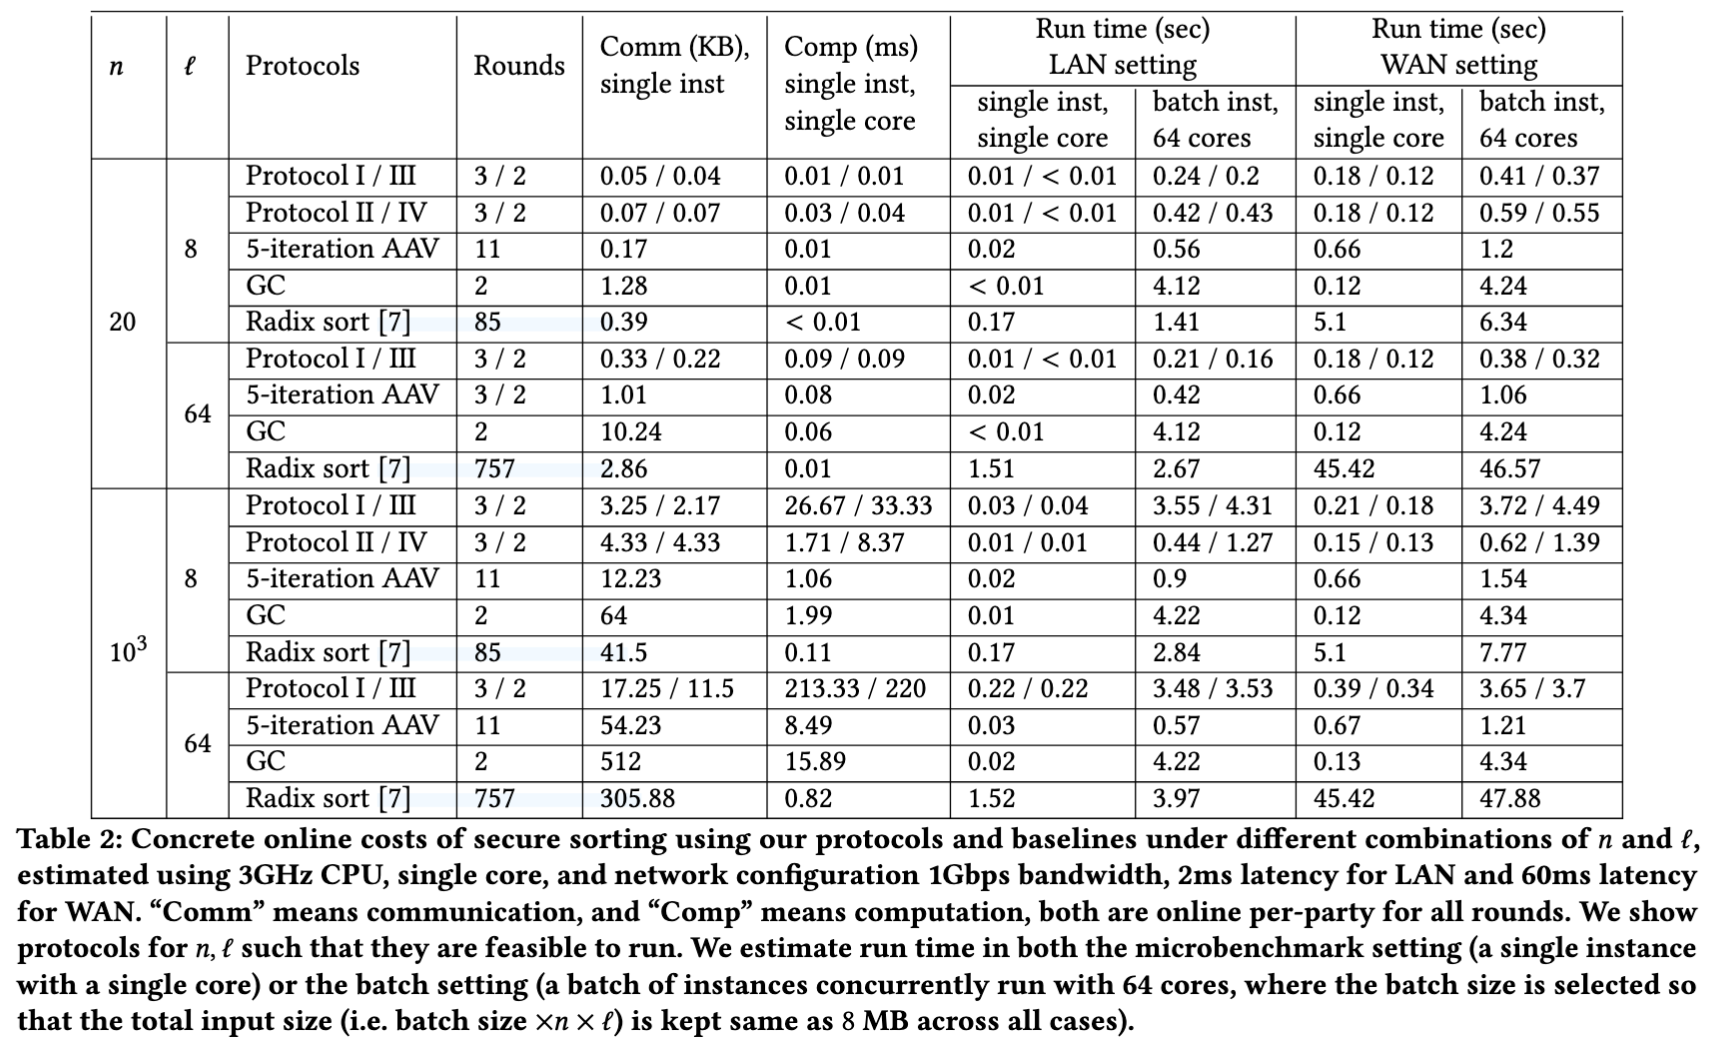 n ℓ Protocols Rounds Comm (KB), single inst Comp (ms) single inst, single core Run time (sec) LAN setting Run time (sec) WAN setting
single inst, single core batch inst, 64 cores single inst, single core batch inst, 64 cores
20 8 Protocol I / III 3 / 2 0.05 / 0.04 0.01 / 0.01 0.01 / < 0.01 0.24 / 0.2 0.18 / 0.12 0.41 / 0.37
Protocol II / IV 3 / 2 0.07 / 0.07 0.03 / 0.04 0.01 / < 0.01 0.42 / 0.43 0.18 / 0.12 0.59 / 0.55
5-iteration AAV 11 0.17 0.01 0.02 0.56 0.66 1.2
GC 2 1.28 0.01 < 0.01 4.12 0.12 4.24
Radix sort [7] 85 0.39 < 0.01 0.17 1.41 5.1 6.34
64 Protocol I / III 3 / 2 0.33 / 0.22 0.09 / 0.09 0.01 / < 0.01 0.21 / 0.16 0.18 / 0.12 0.38 / 0.32
5-iteration AAV 3 / 2 1.01 0.08 0.02 0.42 0.66 1.06
GC 2 10.24 0.06 < 0.01 4.12 0.12 4.24
Radix sort [7] 757 2.86 0.01 1.51 2.67 45.42 46.57
10³ 8 Protocol I / III 3 / 2 3.25 / 2.17 26.67 / 33.33 0.03 / 0.04 3.55 / 4.31 0.21 / 0.18 3.72 / 4.49
Protocol II / IV 3 / 2 4.33 / 4.33 1.71 / 8.37 0.01 / 0.01 0.44 / 1.27 0.15 / 0.13 0.62 / 1.39
5-iteration AAV 11 12.23 1.06 0.02 0.9 0.66 1.54
GC 2 64 1.99 0.01 4.22 0.12 4.34
Radix sort [7] 85 41.5 0.11 0.17 2.84 5.1 7.77
64 Protocol I / III 3 / 2 17.25 / 11.5 213.33 / 220 0.22 / 0.22 3.48 / 3.53 0.39 / 0.34 3.65 / 3.7
5-iteration AAV 11 54.23 8.49 0.03 0.57 0.67 1.21
GC 2 512 15.89 0.02 4.22 0.13 4.34
Radix sort [7] 757 305.88 0.82 1.52 3.97 45.42 47.88
Table 2: Concrete online costs of secure sorting using our protocols and baselines under different combinations of n and ℓ,
estimated using 3GHz CPU, single core, and network configuration 1Gbps bandwidth, 2ms latency for LAN and 60ms latency
for WAN. “Comm” means communication, and “Comp” means computation, both are online per-party for all rounds. We show
protocols for n, ℓ such that they are feasible to run. We estimate run time in both the microbenchmark setting (a single instance
with a single core) or the batch setting (a batch of instances concurrently run with 64 cores, where the batch size is selected so
that the total input size (i.e. batch size ×n × ℓ) is kept same as 8 MB across all cases).